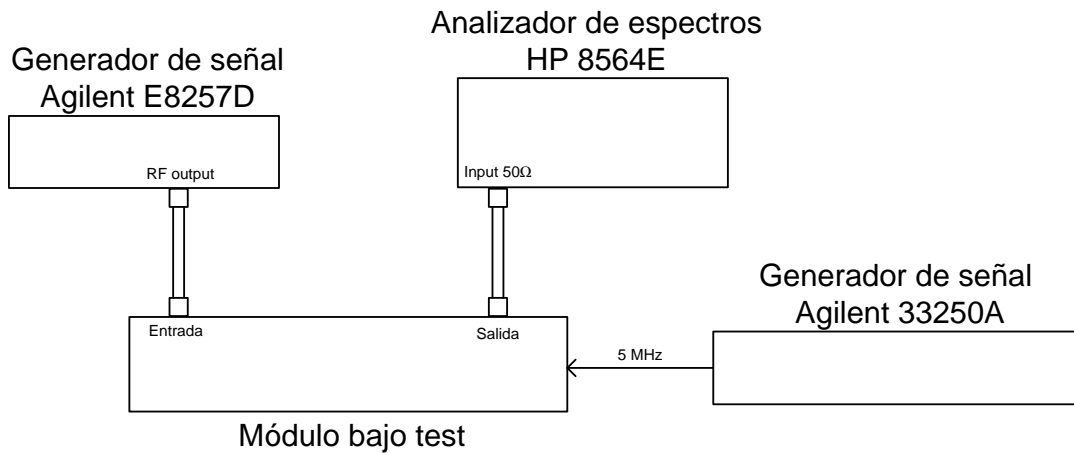 Analizador de espectros
HP 8564E
Generador de señal
Agilent E8257D
RF output
Input 50Ω
Generador de señal
Agilent 33250A
Entrada
Salida
5 MHz
Módulo bajo test